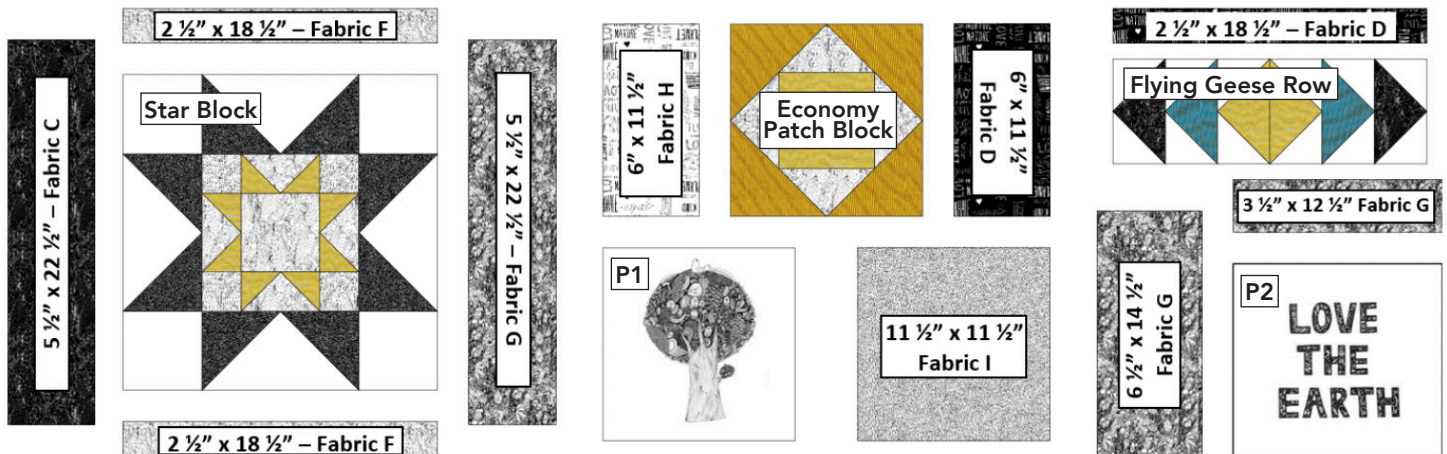 2 ½” x 18 ½” – Fabric F
5 ½” x 22 ½” – Fabric C
Star Block
5 ½” x 22 ½” – Fabric G
2 ½” x 18 ½” – Fabric F
6” x 11 ½”
Fabric H
Economy
Patch Block
6” x 11 ½”
Fabric D
P1
11 ½” x 11 ½”
Fabric I
2 ½” x 18 ½” – Fabric D
Flying Geese Row
3 ½” x 12 ½” Fabric G
6 ½” x 14 ½”
Fabric G
P2
LOVE
THE
EARTH